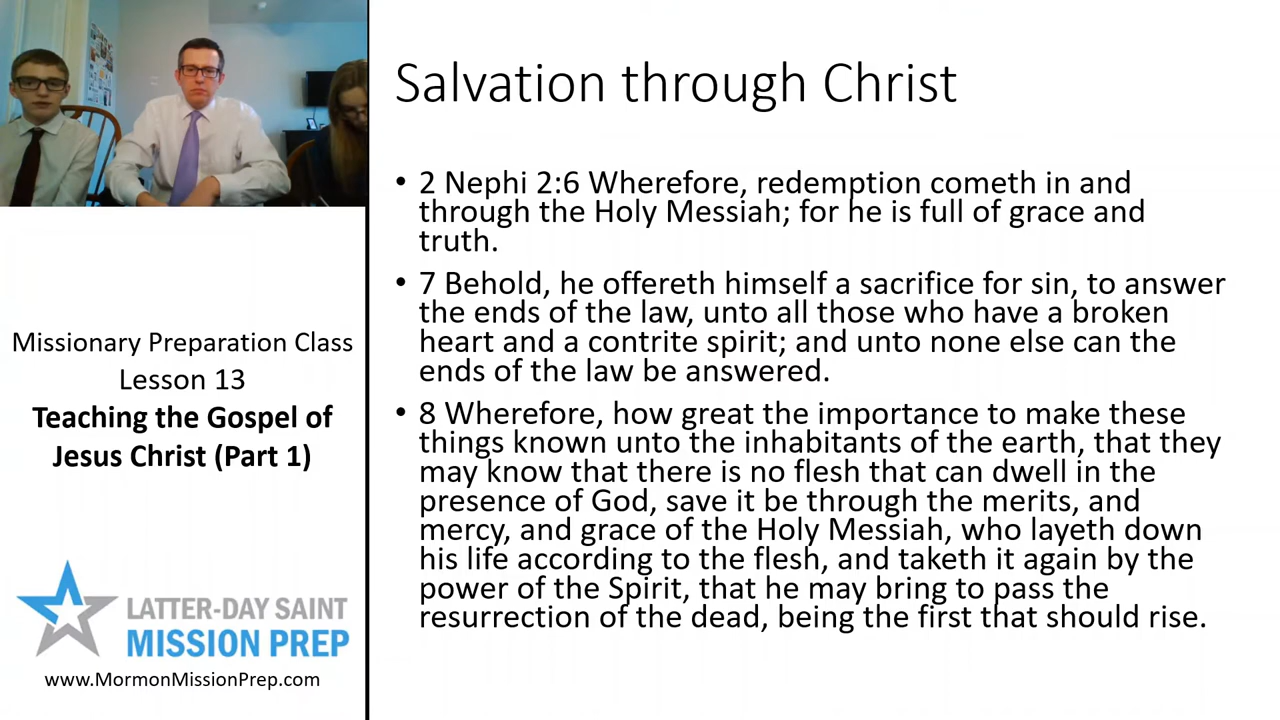 Salvation through Christ
• 2 Nephi 2:6 Wherefore, redemption cometh in and
through the Holy Messiah; for he is full of grace and
truth.
• 7 Behold, he offereth himself a sacrifice for sin, to answer
the ends of the law, unto all those who have a broken
heart and a contrite spirit; and unto none else can the
ends of the law be answered.
• 8 Wherefore, how great the importance to make these
things known unto the inhabitants of the earth, that they
may know that there is no flesh that can dwell in the
presence of God, save it be through the merits, and
mercy, and grace of the Holy Messiah, who layeth down
his life according to the flesh, and taketh it again by the
power of the Spirit, that he may bring to pass the
resurrection of the dead, being the first that should rise.
Missionary Preparation Class
Lesson 13
Teaching the Gospel of
Jesus Christ (Part 1)
LATTER-DAY SAINT
MISSION PREP
www.MormonMissionPrep.com